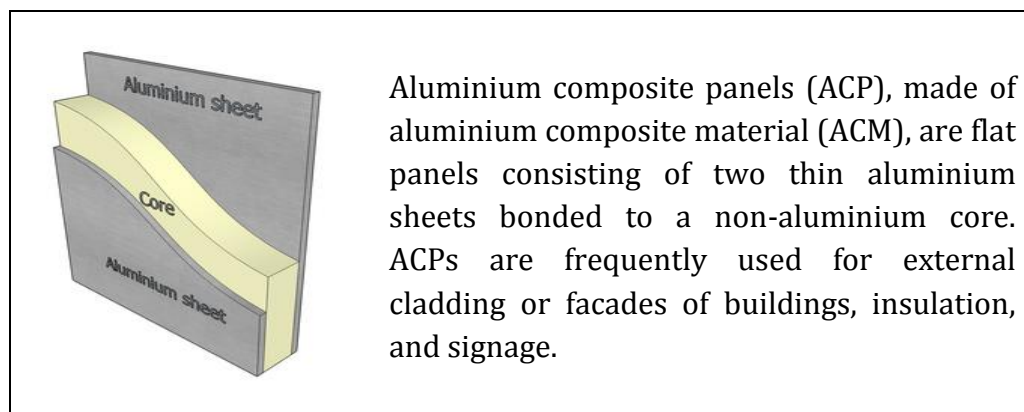 Aluminium sheet
Core
Aluminium sheet
Aluminium composite panels (ACP), made of
aluminium composite material (ACM), are flat
panels consisting of two thin aluminium
sheets bonded to a non-aluminium core.
ACPs are frequently used for external
cladding or facades of buildings, insulation,
and signage.